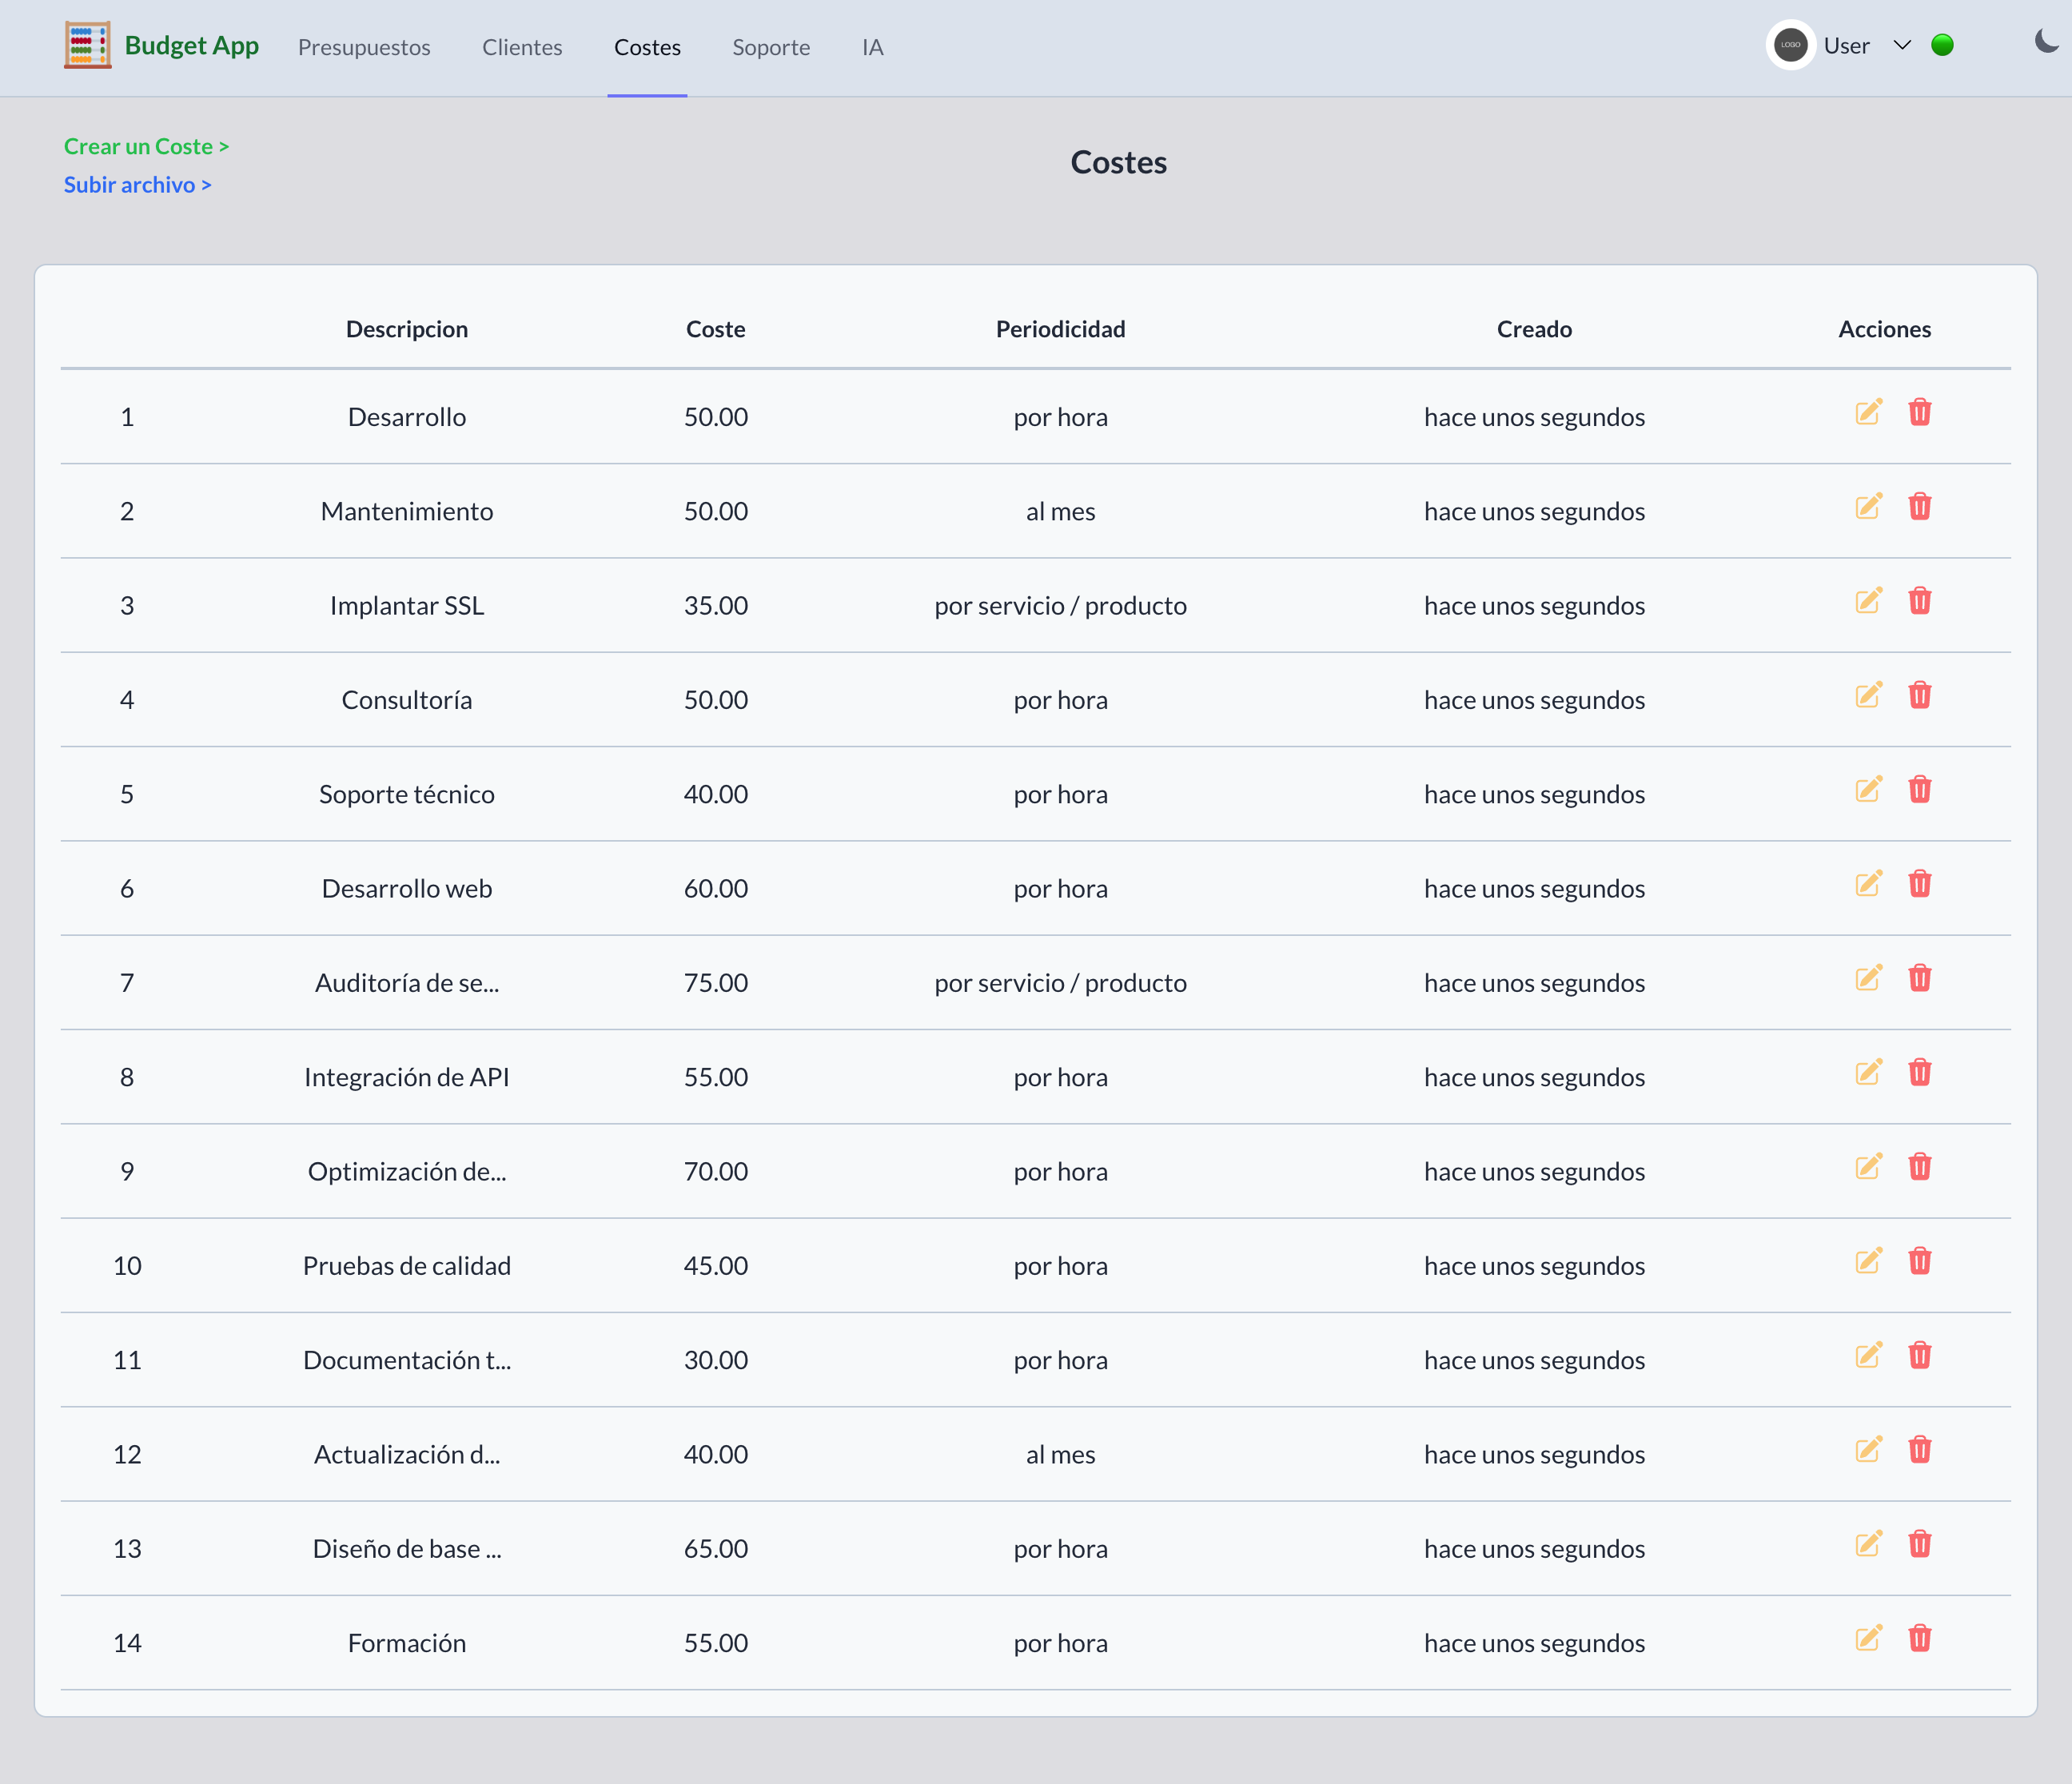 Budget App Presupuestos Clientes Costes Soporte IA LOGO User
Crear un Coste >
Costes
Subir archivo >
Descripcion Coste Periodicidad Creado Acciones
1 Desarrollo 50.00 por hora hace unos segundos
2 Mantenimiento 50.00 al mes hace unos segundos
3 Implantar SSL 35.00 por servicio / producto hace unos segundos
4 Consultoría 50.00 por hora hace unos segundos
5 Soporte técnico 40.00 por hora hace unos segundos
6 Desarrollo web 60.00 por hora hace unos segundos
7 Auditoría de se... 75.00 por servicio / producto hace unos segundos
8 Integración de API 55.00 por hora hace unos segundos
9 Optimización de... 70.00 por hora hace unos segundos
10 Pruebas de calidad 45.00 por hora hace unos segundos
11 Documentación t... 30.00 por hora hace unos segundos
12 Actualización d... 40.00 al mes hace unos segundos
13 Diseño de base ... 65.00 por hora hace unos segundos
14 Formación 55.00 por hora hace unos segundos